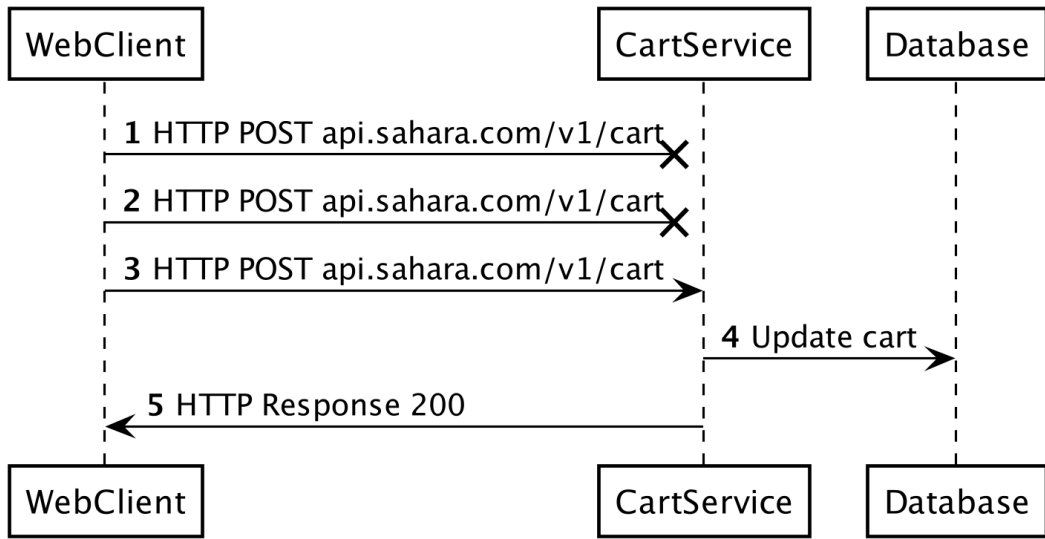 WebClient CartService Database
1 HTTP POST api.sahara.com/v1/cart
2 HTTP POST api.sahara.com/v1/cart
3 HTTP POST api.sahara.com/v1/cart
4 Update cart
5 HTTP Response 200
WebClient CartService Database